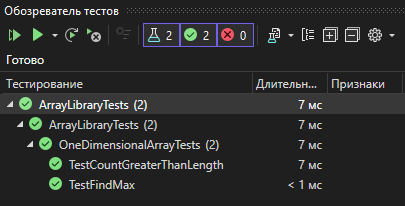 Обозреватель тестов
2 2 0
Готово
Тестирование Длительн... Признаки
ArrayLibraryTests (2) 7 мс
ArrayLibraryTests (2) 7 мс
OneDimensionalArrayTests (2) 7 мс
TestCountGreaterThanLength 7 мс
TestFindMax < 1 мс